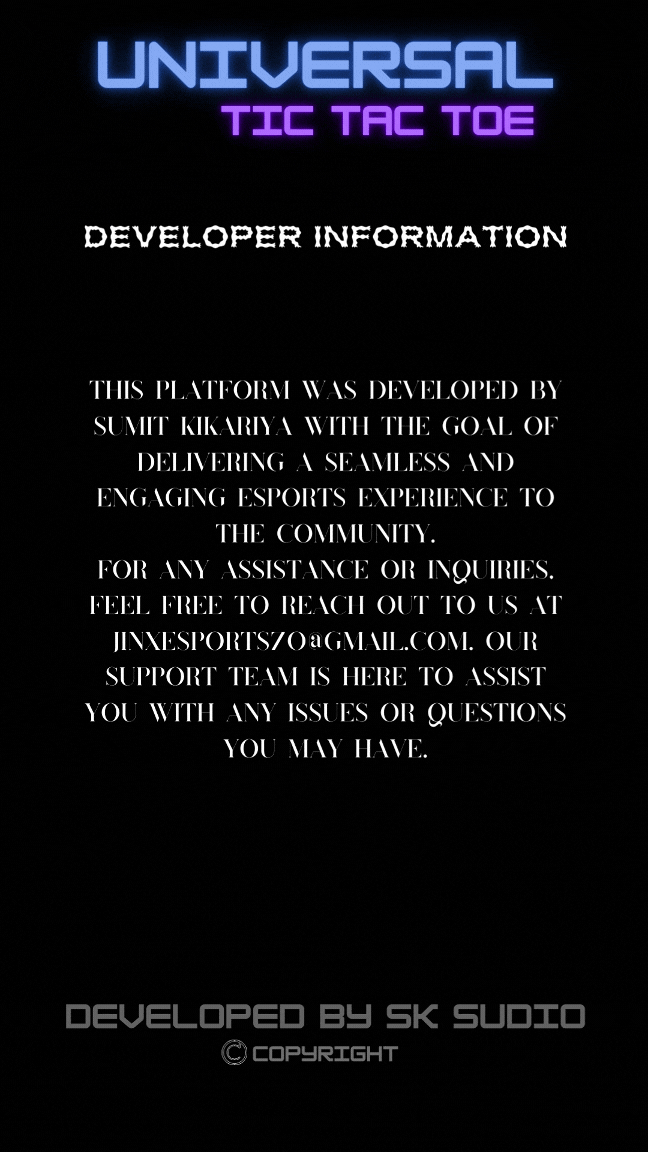 UNIVERSAL
TIC TAC TOE
DEVELOPER INFORMATION
THIS PLATFORM WAS DEVELOPED BY
SUMIT KIKARIYA WITH THE GOAL OF
DELIVERING A SEAMLESS AND
ENGAGING ESPORTS EXPERIENCE TO
THE COMMUNITY.
FOR ANY ASSISTANCE OR INQUIRIES,
FEEL FREE TO REACH OUT TO US AT
JINXESPORTS70@GMAIL.COM. OUR
SUPPORT TEAM IS HERE TO ASSIST
YOU WITH ANY ISSUES OR QUESTIONS
YOU MAY HAVE.
DEVELOPED BY SK SUDIO
© COPYRIGHT